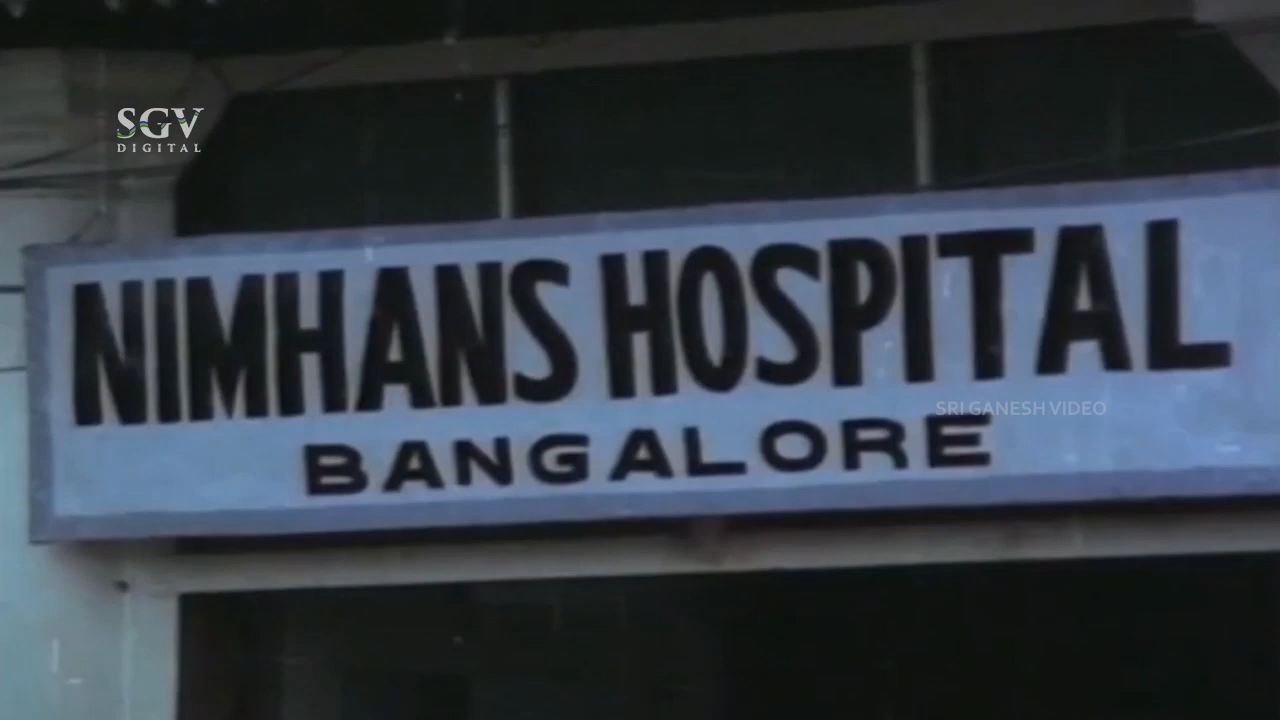 SGV
DIGITAL
NIMHANS HOSPITAL
BANGALORE
SRI GANESH VIDEO